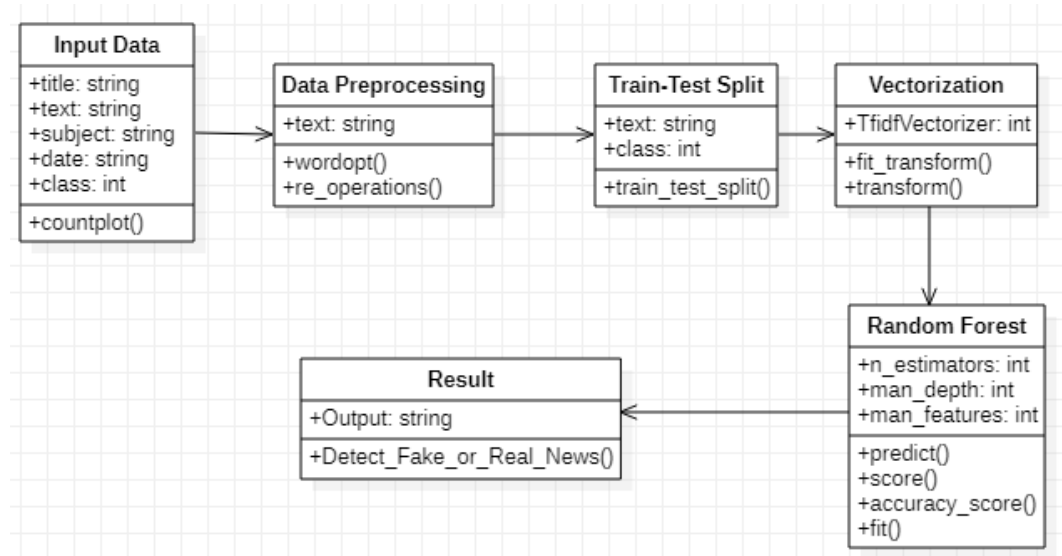 Input Data
+title: string
+text: string
+subject: string
+date: string
+class: int
+countplot()
Data Preprocessing
+text: string
+wordopt()
+re_operations()
Train-Test Split
+text: string
+class: int
+train_test_split()
Vectorization
+TfidfVectorizer: int
+fit_transform()
+transform()
Random Forest
+n_estimators: int
+man_depth: int
+man_features: int
+predict()
+score()
+accuracy_score()
+fit()
Result
+Output: string
+Detect_Fake_or_Real_News()